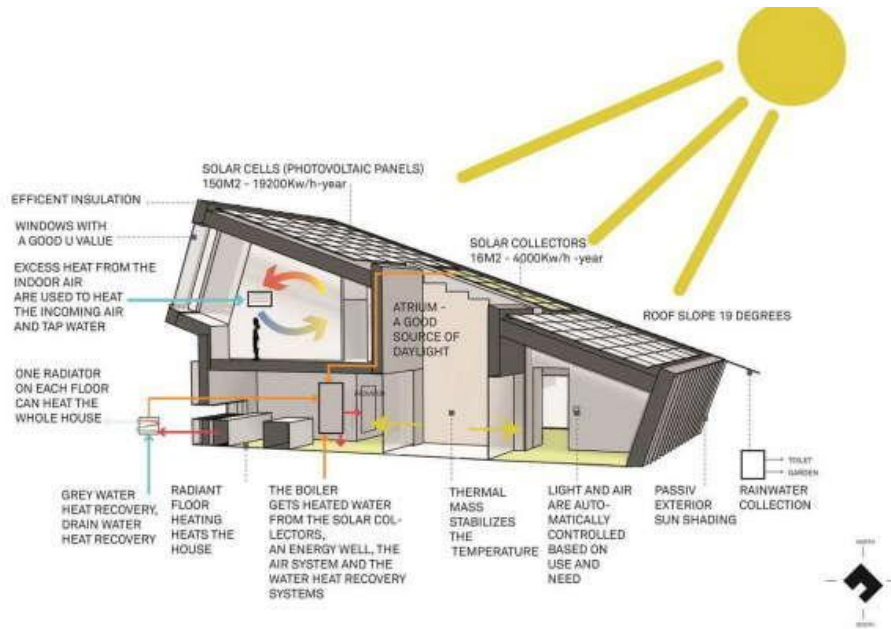 SOLAR CELLS (PHOTOVOLTAIC PANELS)
150M2 - 19200Kw/h-year
EFFICENT INSULATION
WINDOWS WITH
A GOOD U VALUE
EXCESS HEAT FROM THE
INDOOR AIR
ARE USED TO HEAT
THE INCOMING AIR
AND TAP WATER
SOLAR COLLECTORS
16M2 - 4000Kw/h -year
ATRIUM -
A GOOD
SOURCE OF
DAYLIGHT
ROOF SLOPE 19 DEGREES
ONE RADIATOR
ON EACH FLOOR
CAN HEAT THE
WHOLE HOUSE
TOILET
GARDEN
GREY WATER
HEAT RECOVERY,
DRAIN WATER
HEAT RECOVERY
RADIANT
FLOOR
HEATING
HEATS THE
HOUSE
THE BOILER
GETS HEATED WATER
FROM THE SOLAR COL-
LECTORS,
AN ENERGY WELL, THE
AIR SYSTEM AND THE
WATER HEAT RECOVERY
SYSTEMS
THERMAL
MASS
STABILIZES
THE
TEMPERATURE
LIGHT AND AIR
ARE AUTO-
MATICALLY
CONTROLLED
BASED ON
USE AND
NEED
PASSIV
EXTERIOR
SUN SHADING
RAINWATER
COLLECTION
NORTH
SOUTH